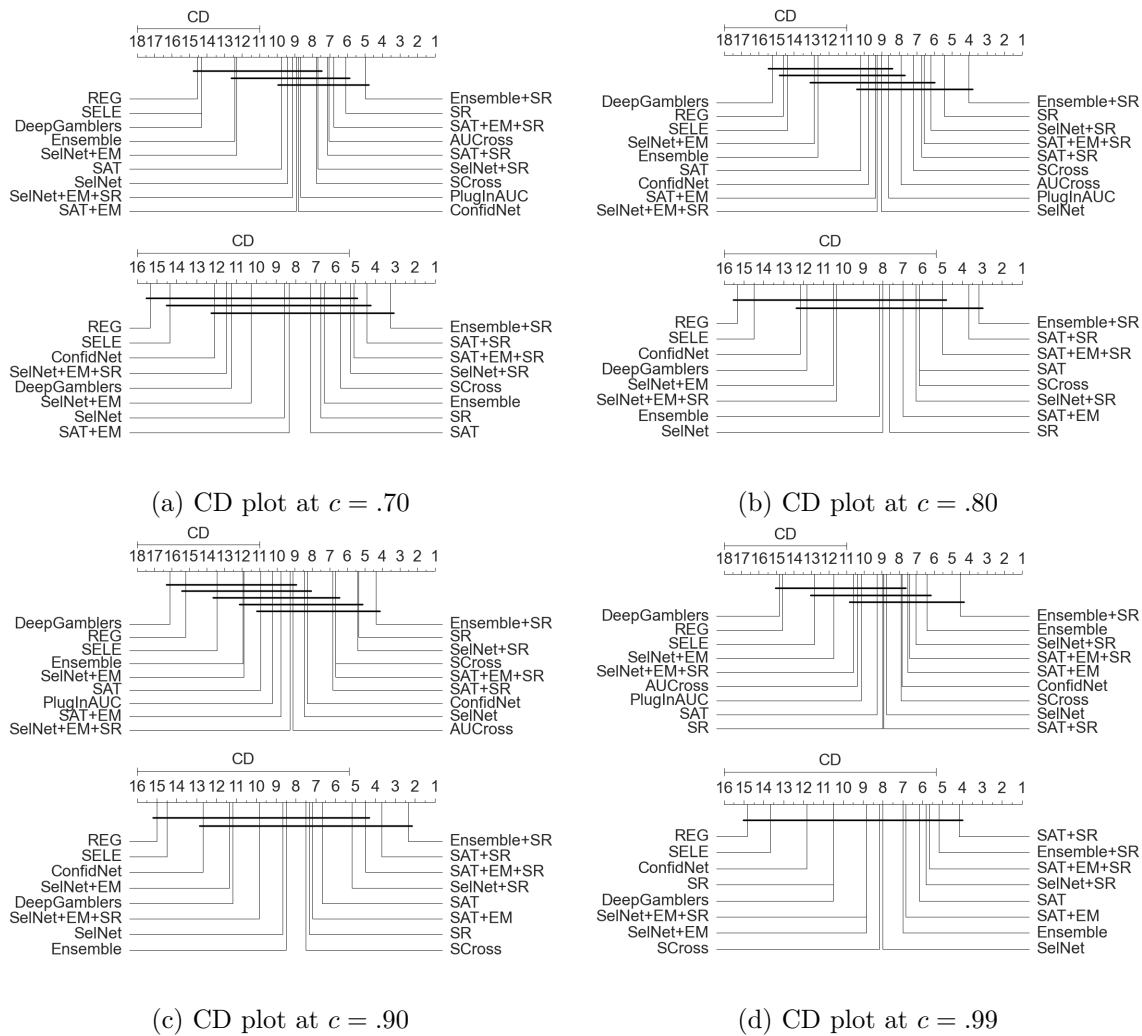 CD
18 17 16 15 14 13 12 11 10 9 8 7 6 5 4 3 2 1
REG
SELE
DeepGamblers
Ensemble
SelNet+EM
SAT
SelNet
SelNet+EM+SR
SAT+EM
Ensemble+SR
SR
SAT+EM+SR
AUCross
SAT+SR
SelNet+SR
SCross
PlugInAUC
ConfidNet
CD
16 15 14 13 12 11 10 9 8 7 6 5 4 3 2 1
REG
SELE
ConfidNet
SelNet+EM+SR
DeepGamblers
SelNet+EM
SelNet
SAT+EM
Ensemble+SR
SAT+SR
SAT+EM+SR
SelNet+SR
SCross
Ensemble
SR
SAT
(a) CD plot at c = .70
CD
18 17 16 15 14 13 12 11 10 9 8 7 6 5 4 3 2 1
DeepGamblers
REG
SELE
SelNet+EM
Ensemble
SAT
ConfidNet
SAT+EM
SelNet+EM+SR
Ensemble+SR
SR
SelNet+SR
SAT+EM+SR
SAT+SR
SCross
AUCross
PlugInAUC
SelNet
CD
16 15 14 13 12 11 10 9 8 7 6 5 4 3 2 1
REG
SELE
ConfidNet
DeepGamblers
SelNet+EM
SelNet+EM+SR
Ensemble
SelNet
Ensemble+SR
SAT+SR
SAT+EM+SR
SAT
SCross
SelNet+SR
SAT+EM
SR
(b) CD plot at c = .80
CD
18 17 16 15 14 13 12 11 10 9 8 7 6 5 4 3 2 1
DeepGamblers
REG
SELE
Ensemble
SelNet+EM
SAT
PlugInAUC
SAT+EM
SelNet+EM+SR
Ensemble+SR
SR
SelNet+SR
SCross
SAT+EM+SR
SAT+SR
ConfidNet
SelNet
AUCross
CD
16 15 14 13 12 11 10 9 8 7 6 5 4 3 2 1
REG
SELE
ConfidNet
SelNet+EM
DeepGamblers
SelNet+EM+SR
SelNet
Ensemble
Ensemble+SR
SAT+SR
SAT+EM+SR
SelNet+SR
SAT
SAT+EM
SR
SCross
(c) CD plot at c = .90
CD
18 17 16 15 14 13 12 11 10 9 8 7 6 5 4 3 2 1
DeepGamblers
REG
SELE
SelNet+EM
SelNet+EM+SR
AUCross
PlugInAUC
SAT
SR
Ensemble+SR
Ensemble
SelNet+SR
SAT+EM+SR
SAT+EM
ConfidNet
SCross
SelNet
SAT+SR
CD
16 15 14 13 12 11 10 9 8 7 6 5 4 3 2 1
REG
SELE
ConfidNet
SR
DeepGamblers
SelNet+EM+SR
SelNet+EM
SCross
SAT+SR
Ensemble+SR
SAT+EM+SR
SelNet+SR
SAT
SAT+EM
Ensemble
SelNet
(d) CD plot at c = .99